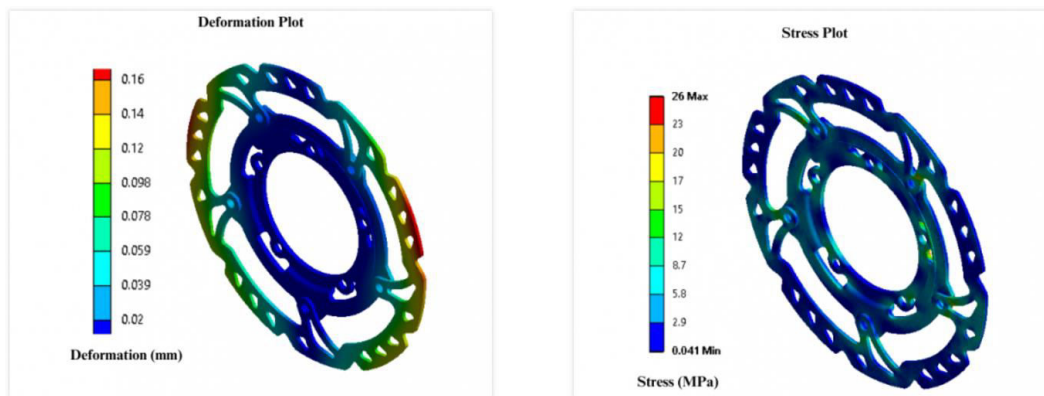 Deformation Plot
0.16
0.14
0.12
0.098
0.078
0.059
0.039
0.02
Deformation (mm)
Stress Plot
26 Max
23
20
17
15
12
8.7
5.8
2.9
0.041 Min
Stress (MPa)